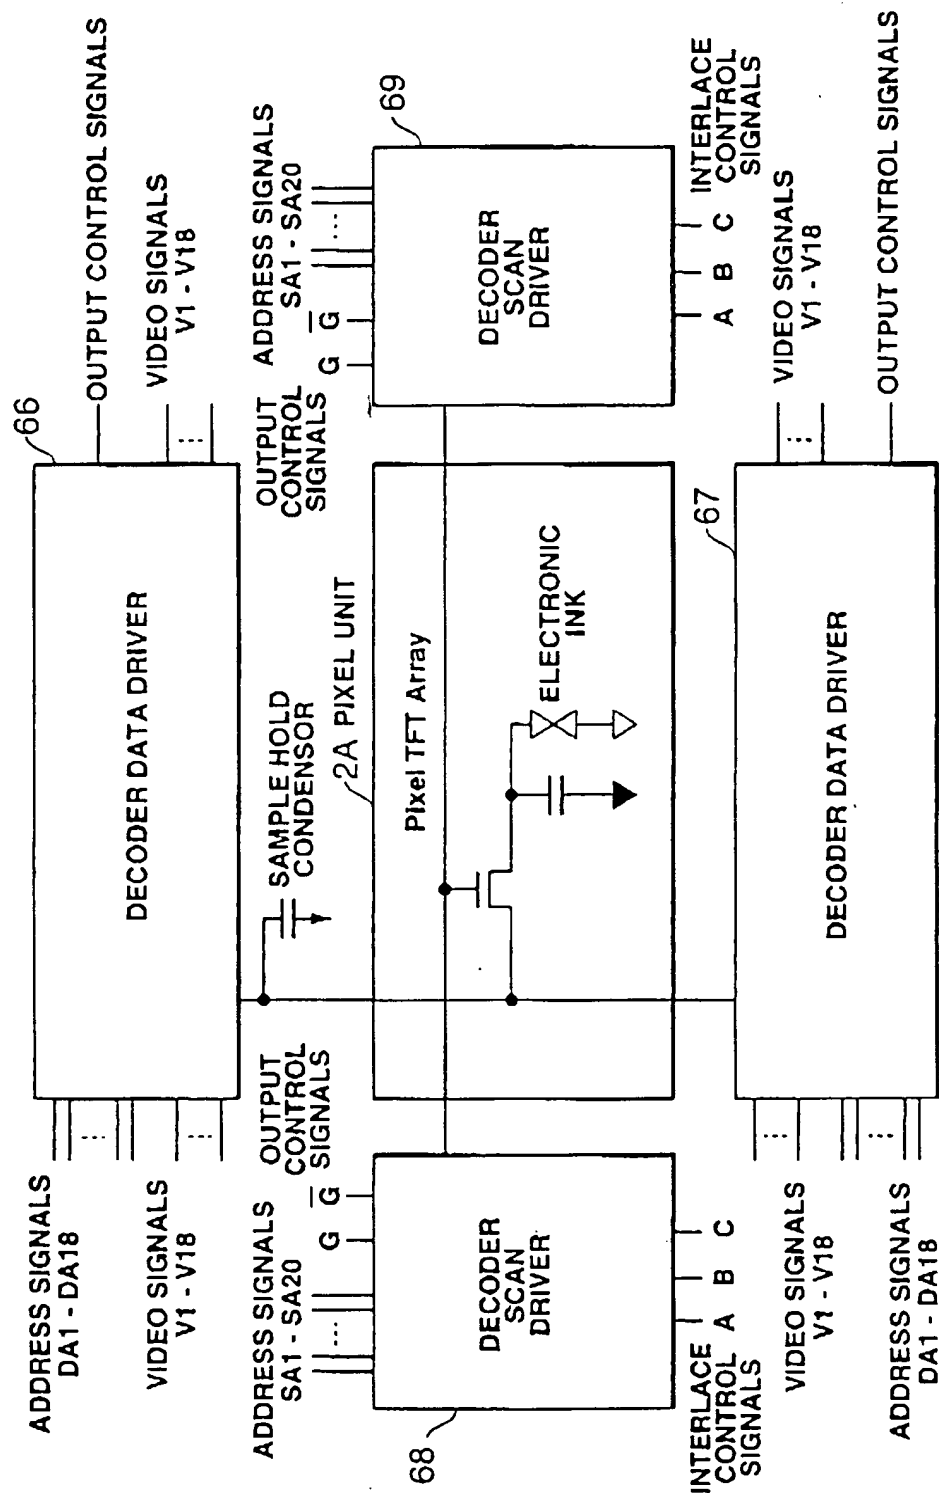 66
ADDRESS SIGNALS
DA1 - DA18
VIDEO SIGNALS
V1 - V18
DECODER DATA DRIVER
OUTPUT CONTROL SIGNALS
VIDEO SIGNALS
V1 - V18
ADDRESS SIGNALS
SA1 - SA20
OUTPUT
CONTROL
SIGNALS
G
G̅
SAMPLE HOLD
CONDENSOR
2A PIXEL UNIT
OUTPUT
CONTROL
SIGNALS
G
G̅
ADDRESS SIGNALS
SA1 - SA20
69
68
DECODER
SCAN
DRIVER
Pixel TFT Array
ELECTRONIC
INK
DECODER
SCAN
DRIVER
INTERLACE
CONTROL
SIGNALS
A
B
C
A
B
C
INTERLACE
CONTROL
SIGNALS
67
VIDEO SIGNALS
V1 - V18
ADDRESS SIGNALS
DA1 - DA18
DECODER DATA DRIVER
VIDEO SIGNALS
V1 - V18
OUTPUT CONTROL SIGNALS